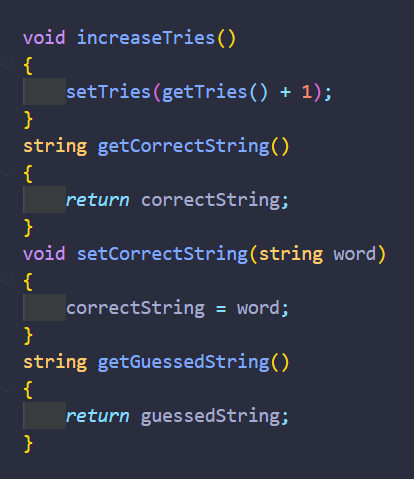 void increaseTries()
{
    setTries(getTries() + 1);
}
string getCorrectString()
{
    return correctString;
}
void setCorrectString(string word)
{
    correctString = word;
}
string getGuessedString()
{
    return guessedString;
}